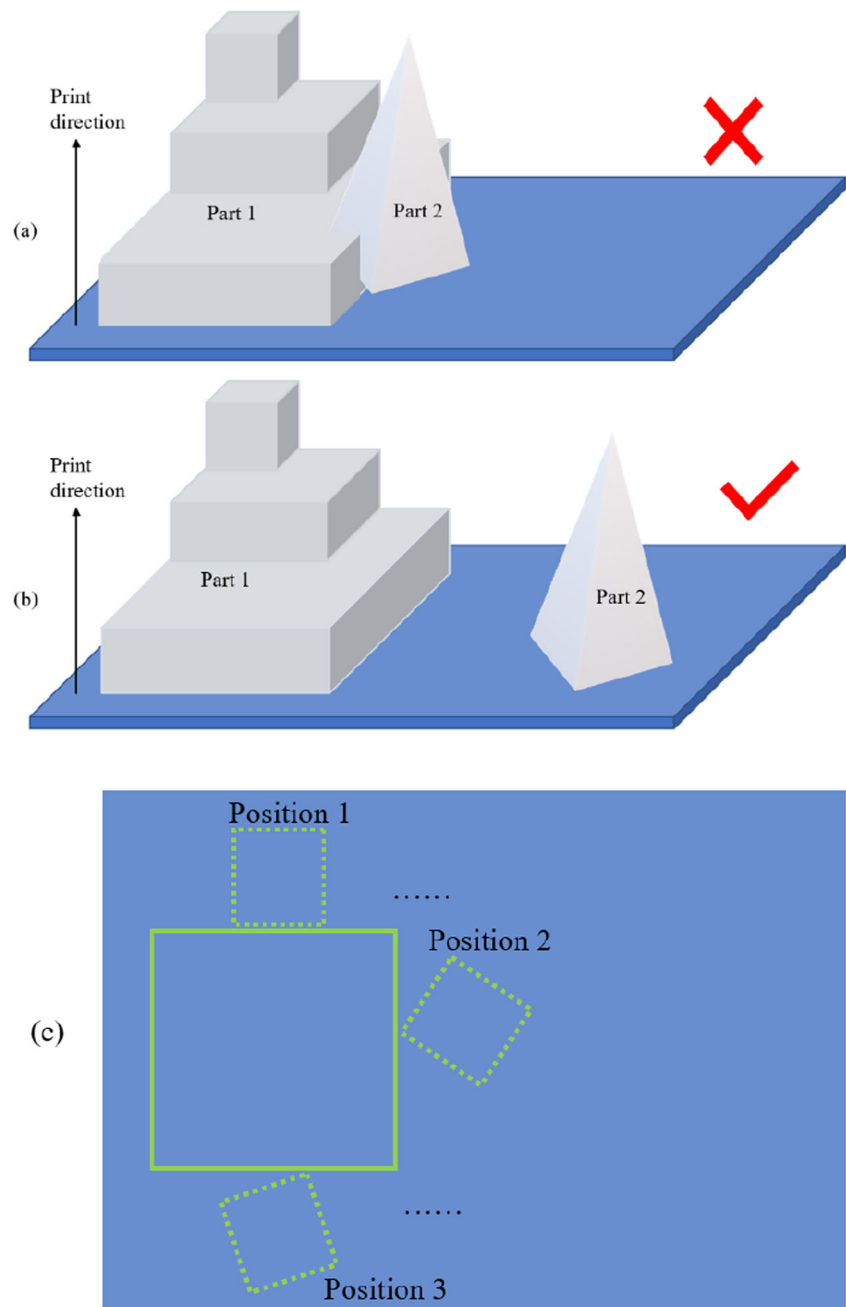 Print
direction
Part 1
Part 2
(a)
Print
direction
Part 1
Part 2
(b)
Position 1
......
Position 2
(c)
......
Position 3